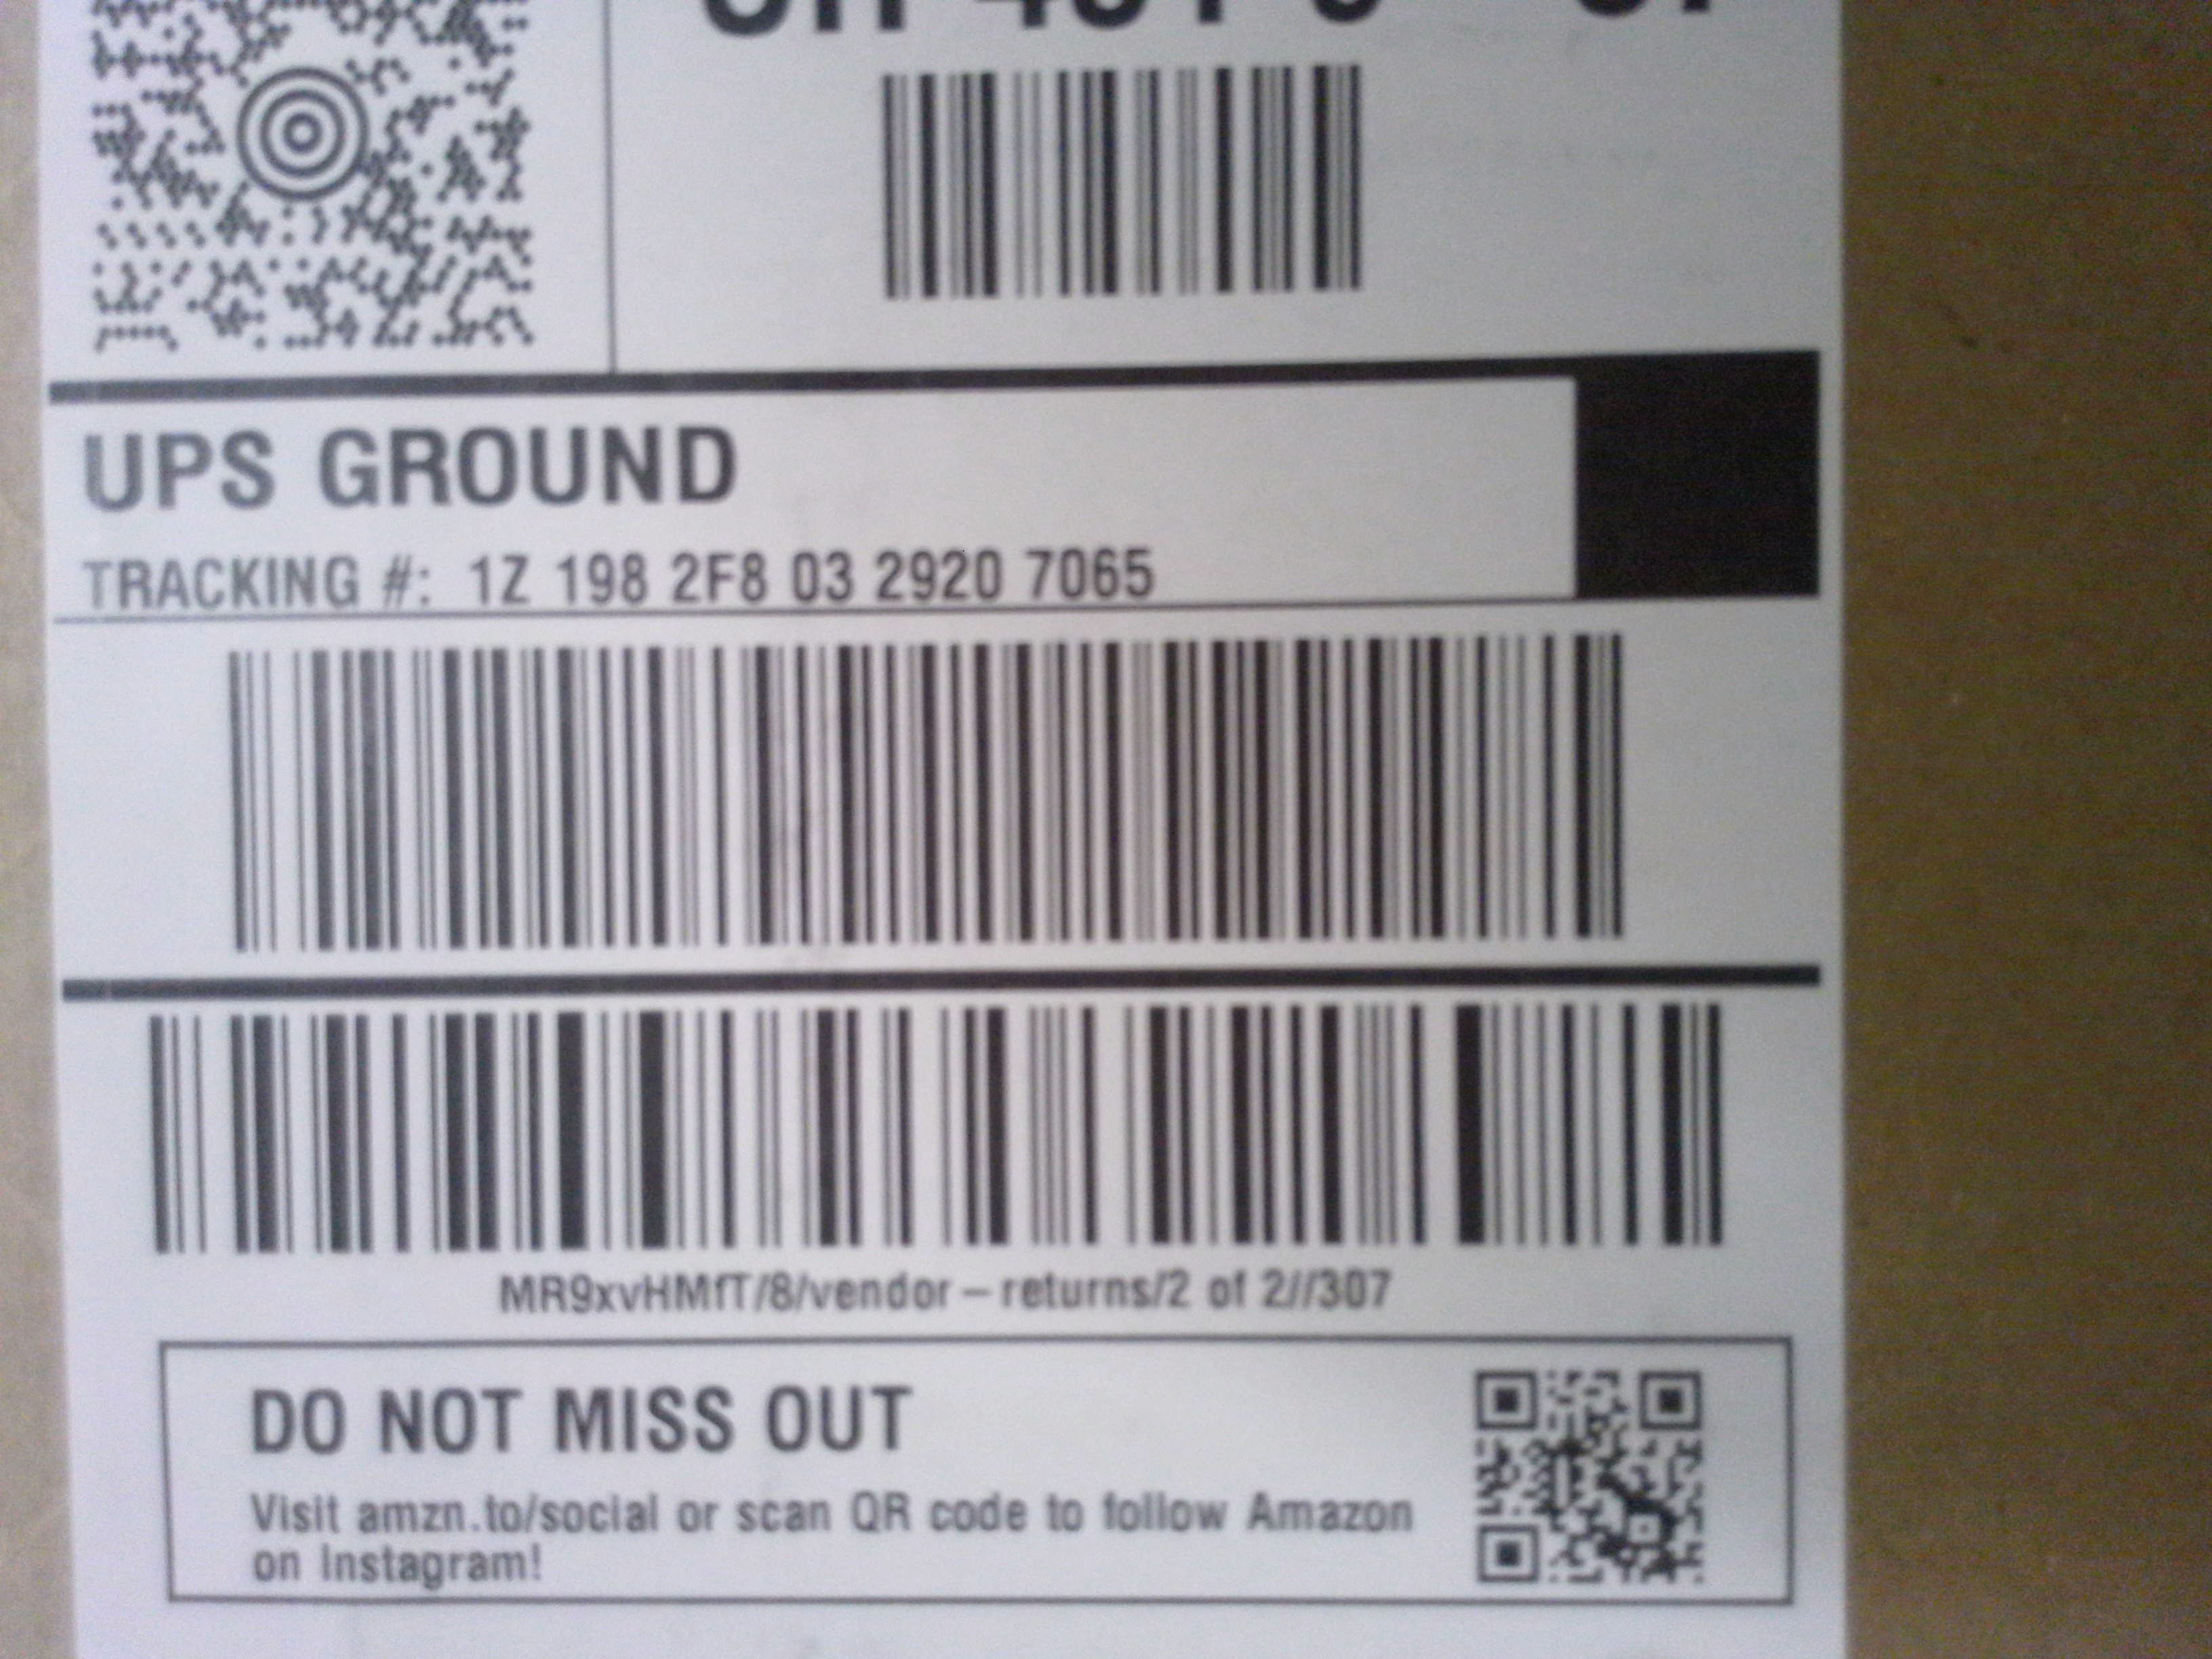 UPS GROUND
TRACKING #: 1Z 198 2F8 03 2920 7065
MR9xvHMfT/8/vendor – returns/2 of 2//307
DO NOT MISS OUT
Visit amzn.to/social or scan QR code to follow Amazon
on Instagram!